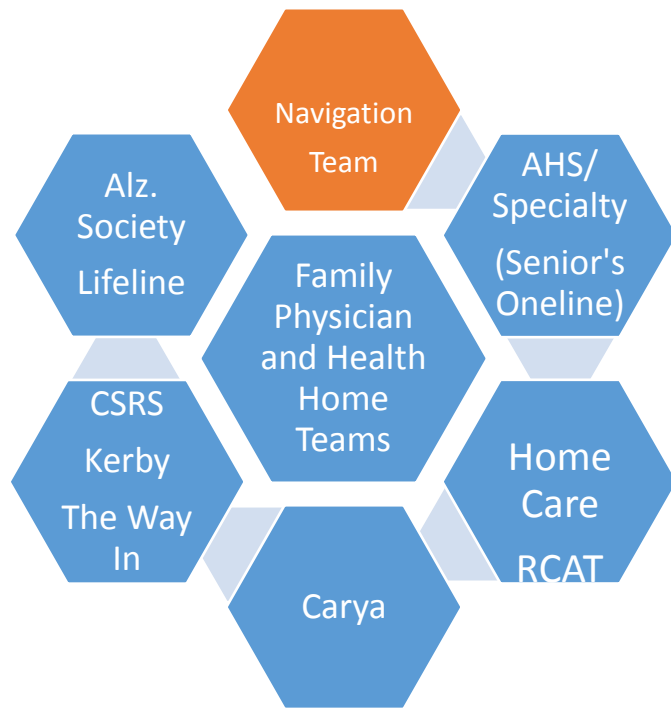 Navigation
Team
AHS/
Specialty
(Senior's
Oneline)
Alz.
Society
Lifeline
Family
Physician
and Health
Home
Teams
CSRS
Kerby
The Way
In
Home
Care
RCAT
Carya